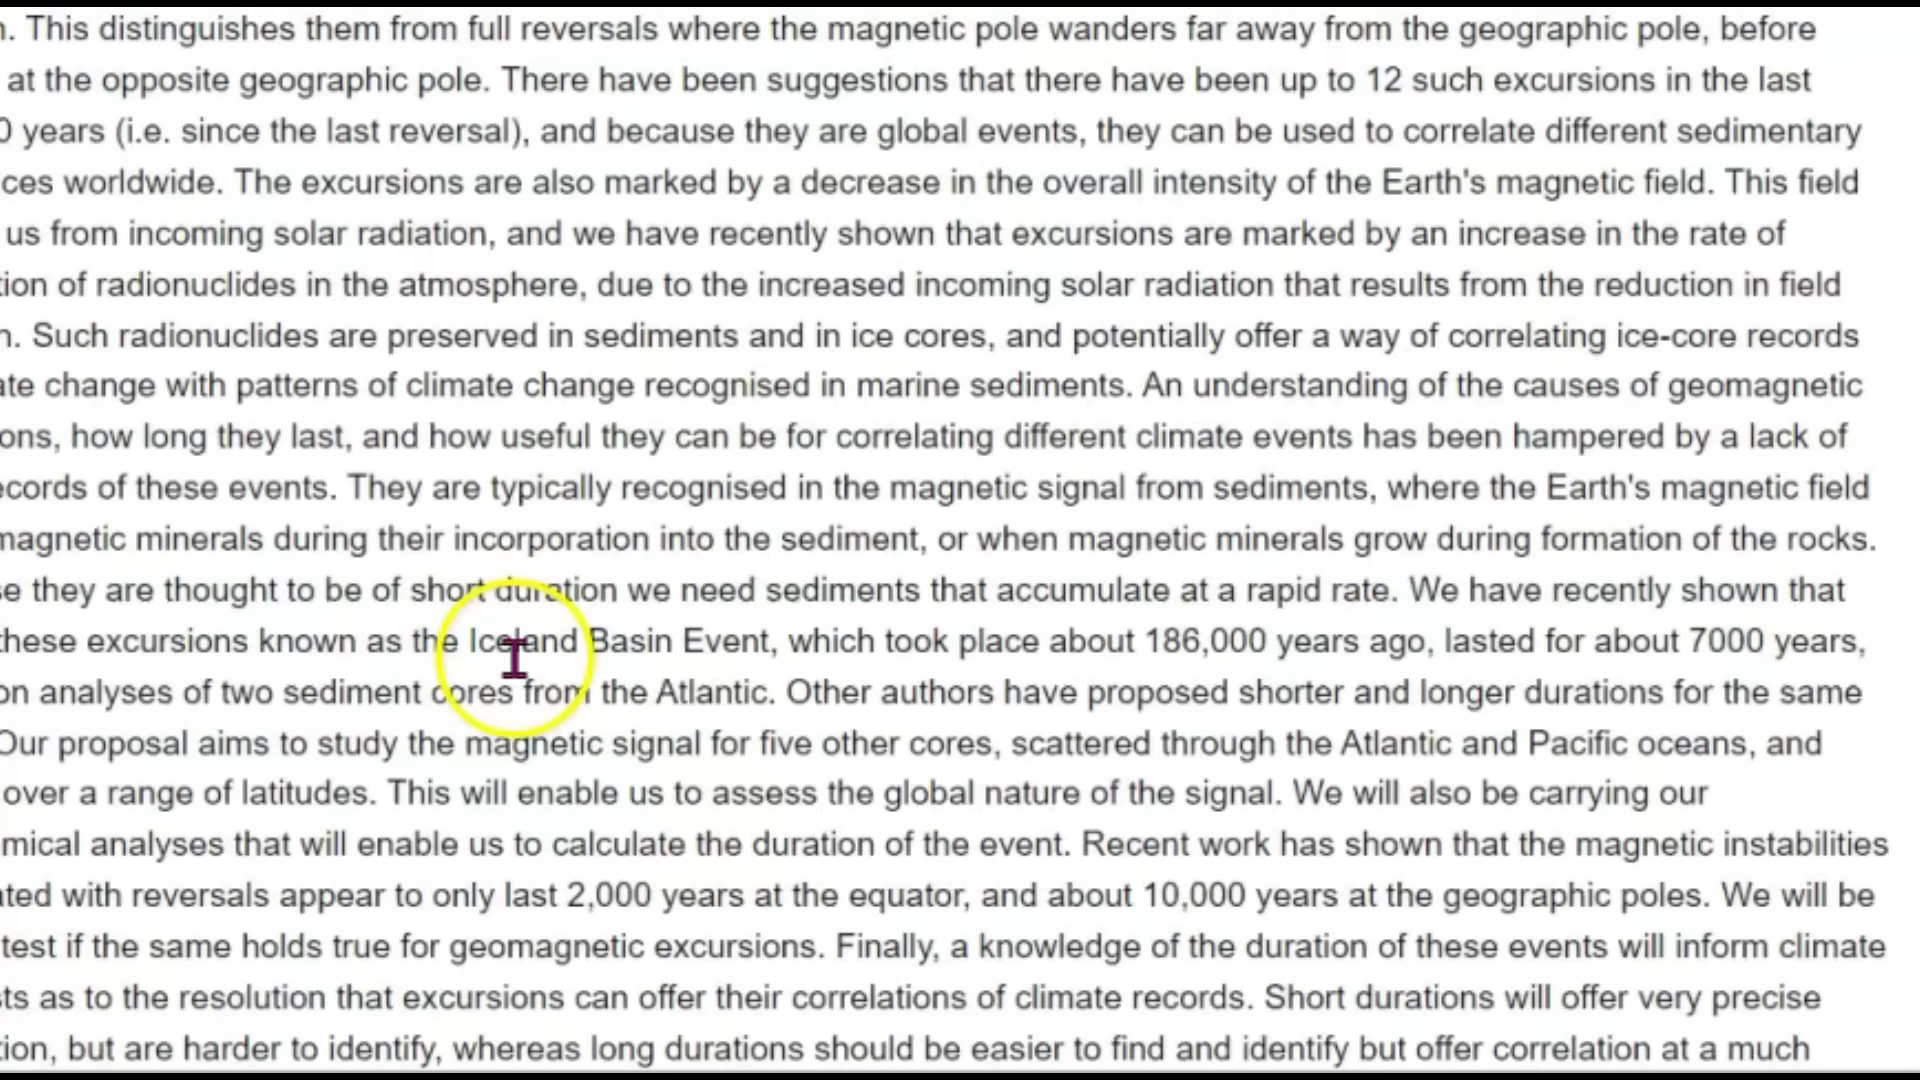 . This distinguishes them from full reversals where the magnetic pole wanders far away from the geographic pole, before
at the opposite geographic pole. There have been suggestions that there have been up to 12 such excursions in the last
0 years (i.e. since the last reversal), and because they are global events, they can be used to correlate different sedimentary
ces worldwide. The excursions are also marked by a decrease in the overall intensity of the Earth's magnetic field. This field
us from incoming solar radiation, and we have recently shown that excursions are marked by an increase in the rate of
tion of radionuclides in the atmosphere, due to the increased incoming solar radiation that results from the reduction in field
h. Such radionuclides are preserved in sediments and in ice cores, and potentially offer a way of correlating ice-core records
ate change with patterns of climate change recognised in marine sediments. An understanding of the causes of geomagnetic
ons, how long they last, and how useful they can be for correlating different climate events has been hampered by a lack of
ecords of these events. They are typically recognised in the magnetic signal from sediments, where the Earth's magnetic field
magnetic minerals during their incorporation into the sediment, or when magnetic minerals grow during formation of the rocks.
se they are thought to be of short duration we need sediments that accumulate at a rapid rate. We have recently shown that
these excursions known as the Iceland Basin Event, which took place about 186,000 years ago, lasted for about 7000 years,
on analyses of two sediment cores from the Atlantic. Other authors have proposed shorter and longer durations for the same
Our proposal aims to study the magnetic signal for five other cores, scattered through the Atlantic and Pacific oceans, and
over a range of latitudes. This will enable us to assess the global nature of the signal. We will also be carrying our
mical analyses that will enable us to calculate the duration of the event. Recent work has shown that the magnetic instabilities
ated with reversals appear to only last 2,000 years at the equator, and about 10,000 years at the geographic poles. We will be
test if the same holds true for geomagnetic excursions. Finally, a knowledge of the duration of these events will inform climate
sts as to the resolution that excursions can offer their correlations of climate records. Short durations will offer very precise
tion, but are harder to identify, whereas long durations should be easier to find and identify but offer correlation at a much